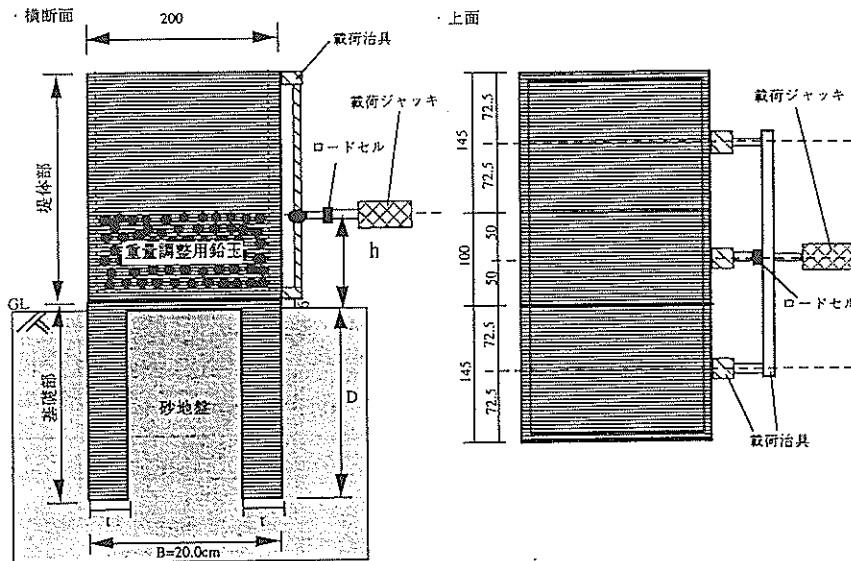 ・横断面
200
載荷治具
載荷ジャッキ
ロードセル
堤体部
重量調整用鉛玉
h
GL
基礎部
砂地盤
D
t
t
B=20.0cm
・上面
145
72.5
72.5
100
50
50
145
72.5
72.5
載荷ジャッキ
ロードセル
載荷治具